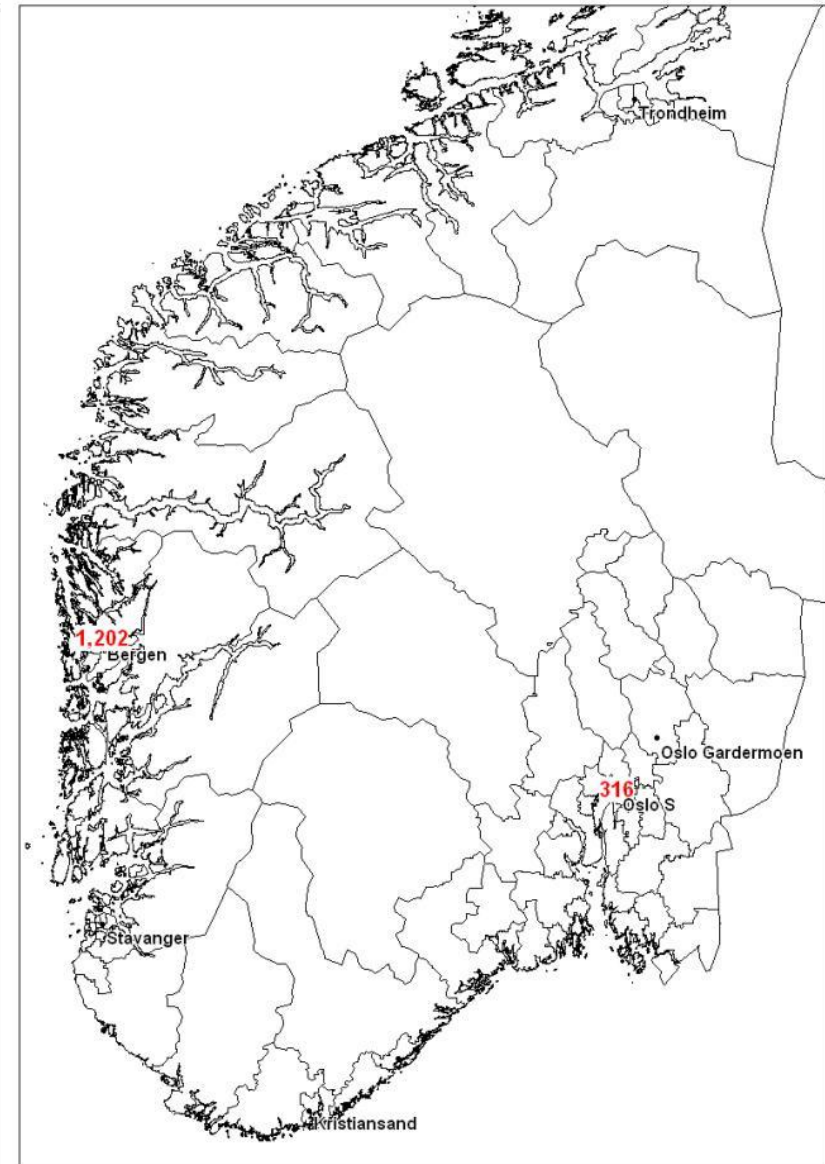 Trondheim
1,202
Bergen
Oslo Gardermoen
316
Oslo S
Stavanger
Kristiansand